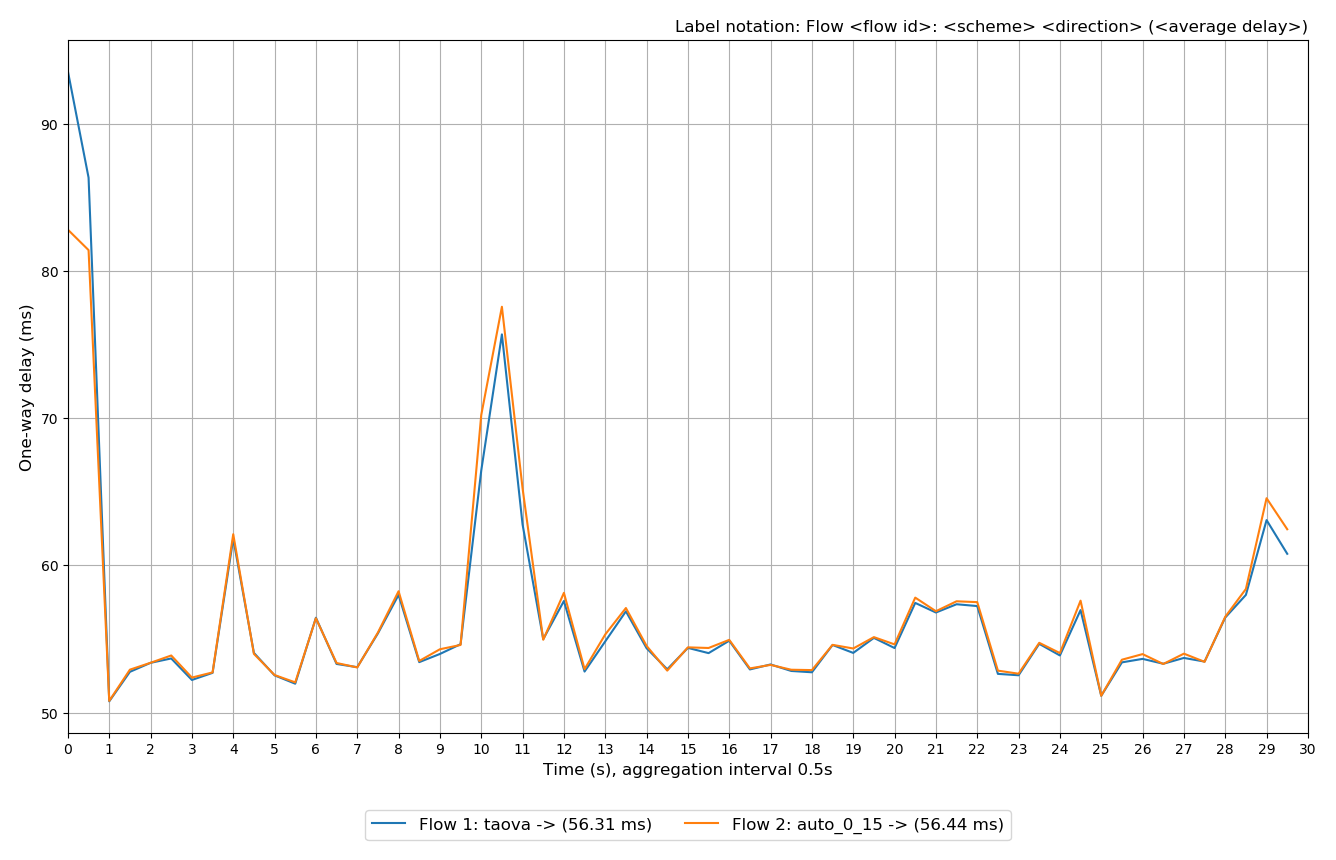 Label notation: Flow <flow id>: <scheme> <direction> (<average delay>)
One-way delay (ms)
90
80
70
60
50
0 1 2 3 4 5 6 7 8 9 10 11 12 13 14 15 16 17 18 19 20 21 22 23 24 25 26 27 28 29 30
Time (s), aggregation interval 0.5s
Flow 1: taova -> (56.31 ms) Flow 2: auto_0_15 -> (56.44 ms)